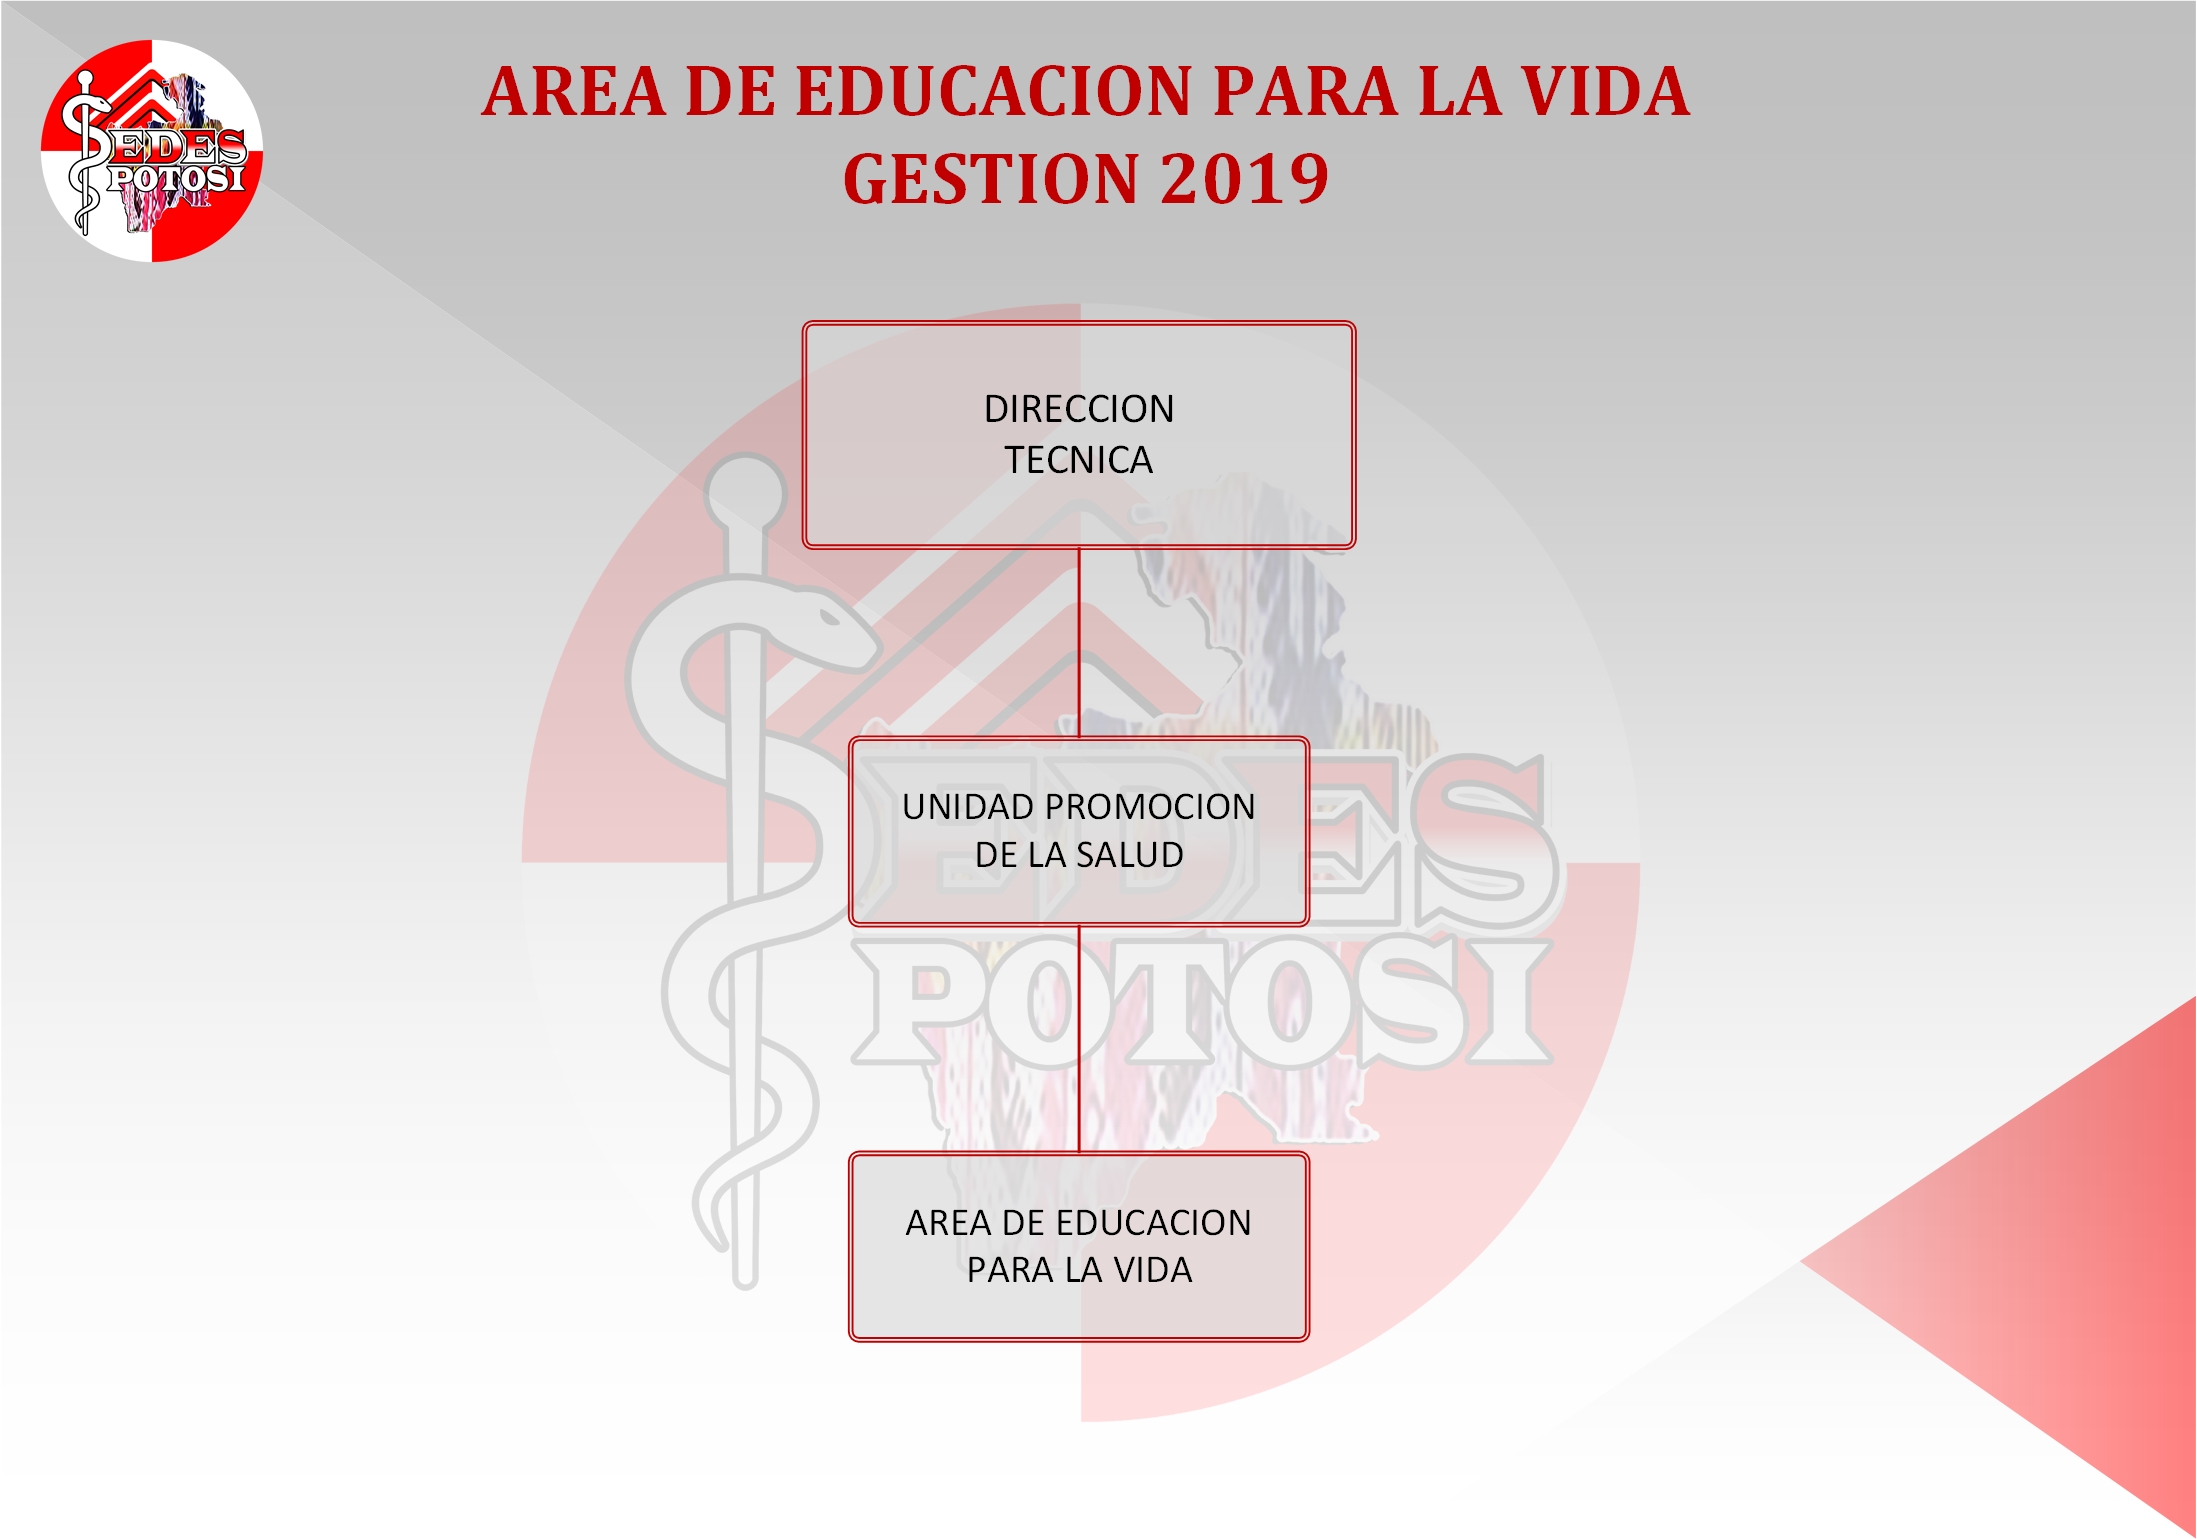 AREA DE EDUCACION PARA LA VIDA
GESTION 2019
SEDES
POTOSI
DIRECCION
TECNICA
UNIDAD PROMOCION
DE LA SALUD
EDES
POTOSI
AREA DE EDUCACION
PARA LA VIDA